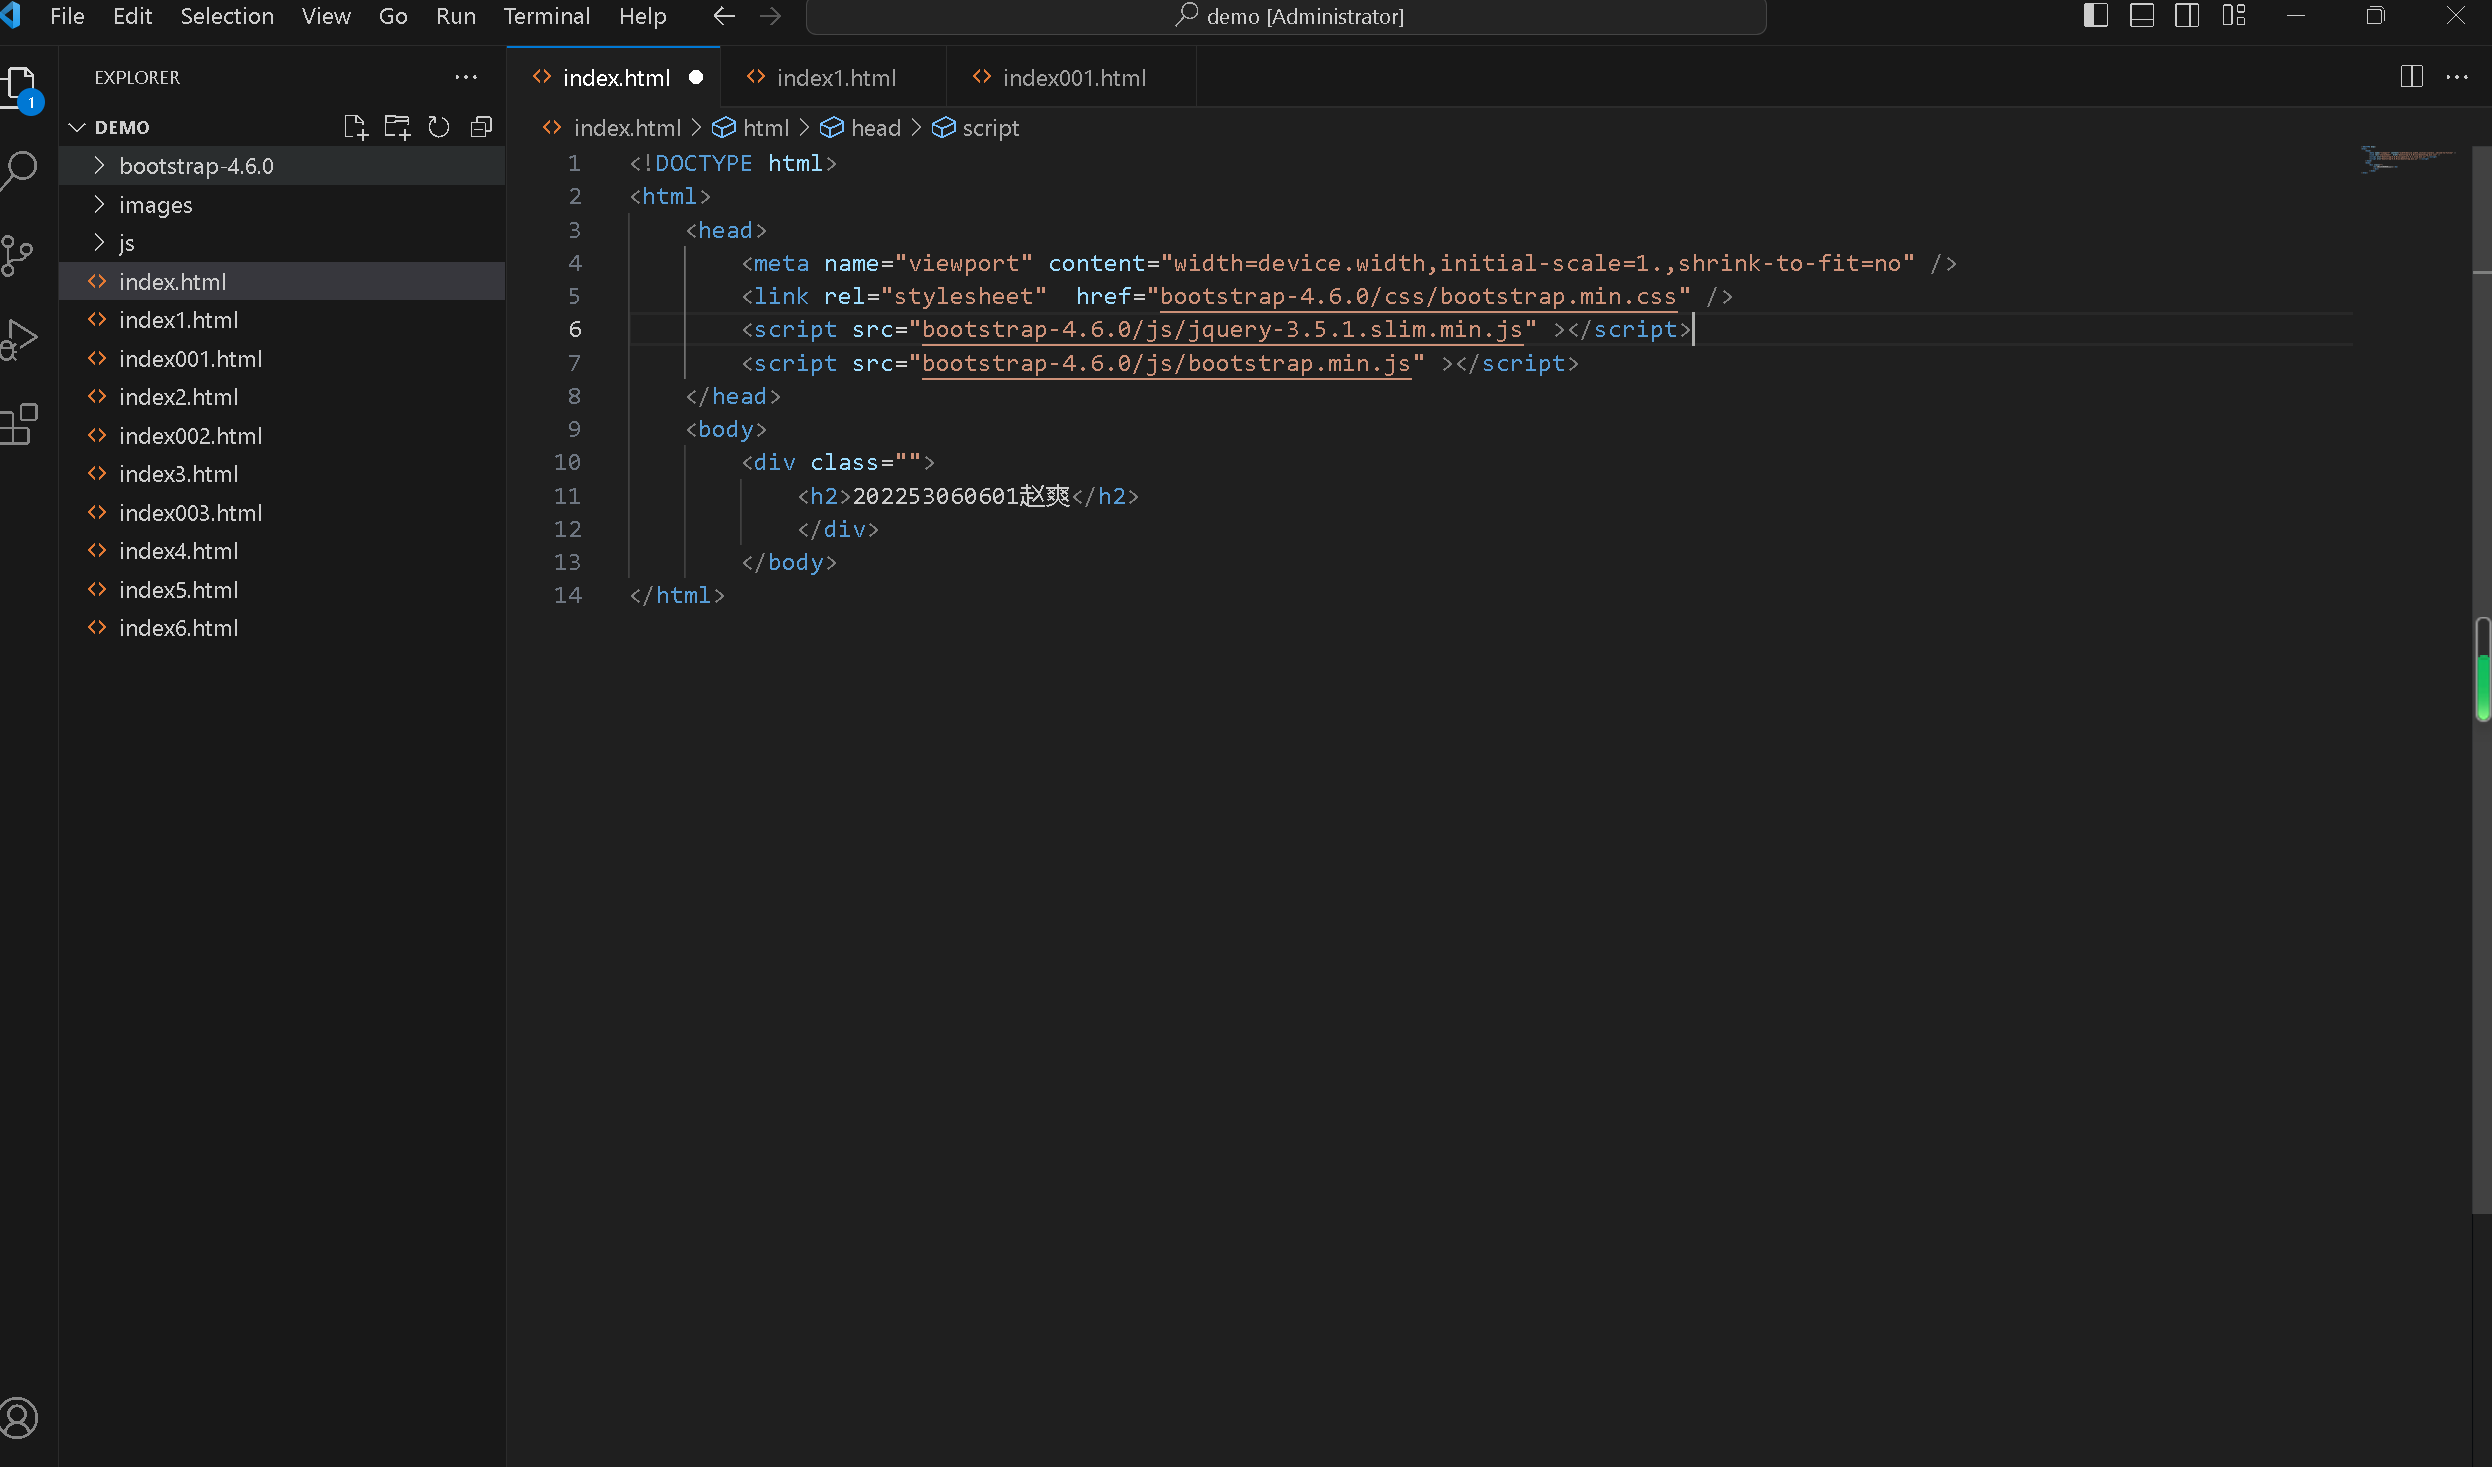 File Edit Selection View Go Run Terminal Help
demo [Administrator]
1
EXPLORER
DEMO
bootstrap-4.6.0
images
js
index.html
index1.html
index001.html
index2.html
index002.html
index3.html
index003.html
index4.html
index5.html
index6.html
index.html index1.html index001.html
index.html > html > head > script
1 <!DOCTYPE html>
2 <html>
3 <head>
4 <meta name="viewport" content="width=device.width,initial-scale=1.,shrink-to-fit=no" />
5 <link rel="stylesheet"  href="bootstrap-4.6.0/css/bootstrap.min.css" />
6 <script src="bootstrap-4.6.0/js/jquery-3.5.1.slim.min.js" ></script>
7 <script src="bootstrap-4.6.0/js/bootstrap.min.js" ></script>
8 </head>
9 <body>
10 <div class="">
11 <h2>202253060601赵爽</h2>
12 </div>
13 </body>
14 </html>